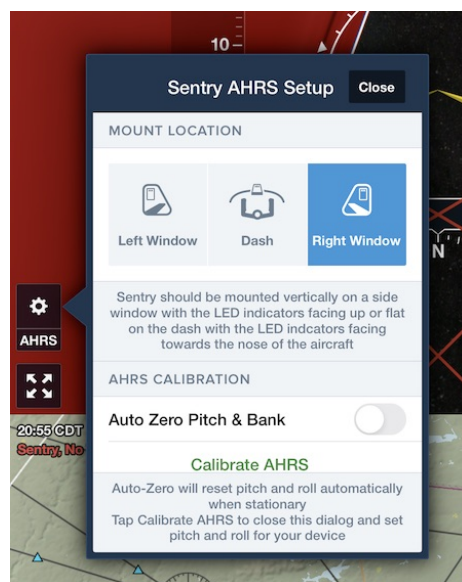 10
Sentry AHRS Setup
Close
MOUNT LOCATION
Left Window
Dash
Right Window
N
Sentry should be mounted vertically on a side
window with the LED indicators facing up or flat
on the dash with the LED indcators facing
towards the nose of the aircraft
AHRS
AHRS CALIBRATION
Auto Zero Pitch & Bank
20:55 CDT
Sentry, No
Calibrate AHRS
Auto-Zero will reset pitch and roll automatically
when stationary
Tap Calibrate AHRS to close this dialog and set
pitch and roll for your device